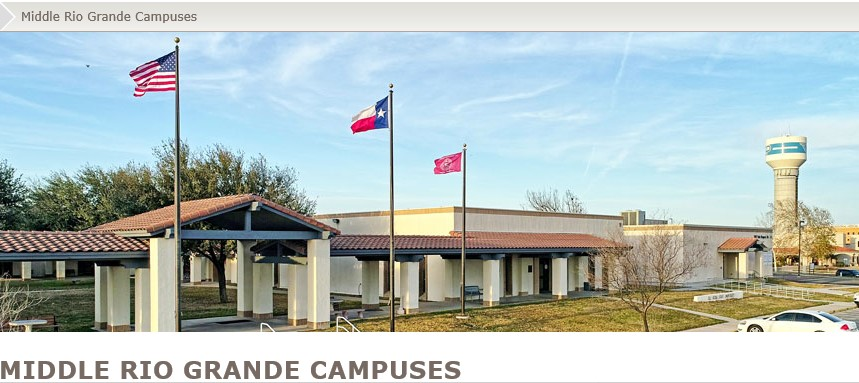 Middle Rio Grande Campuses
MIDDLE RIO GRANDE CAMPUSES